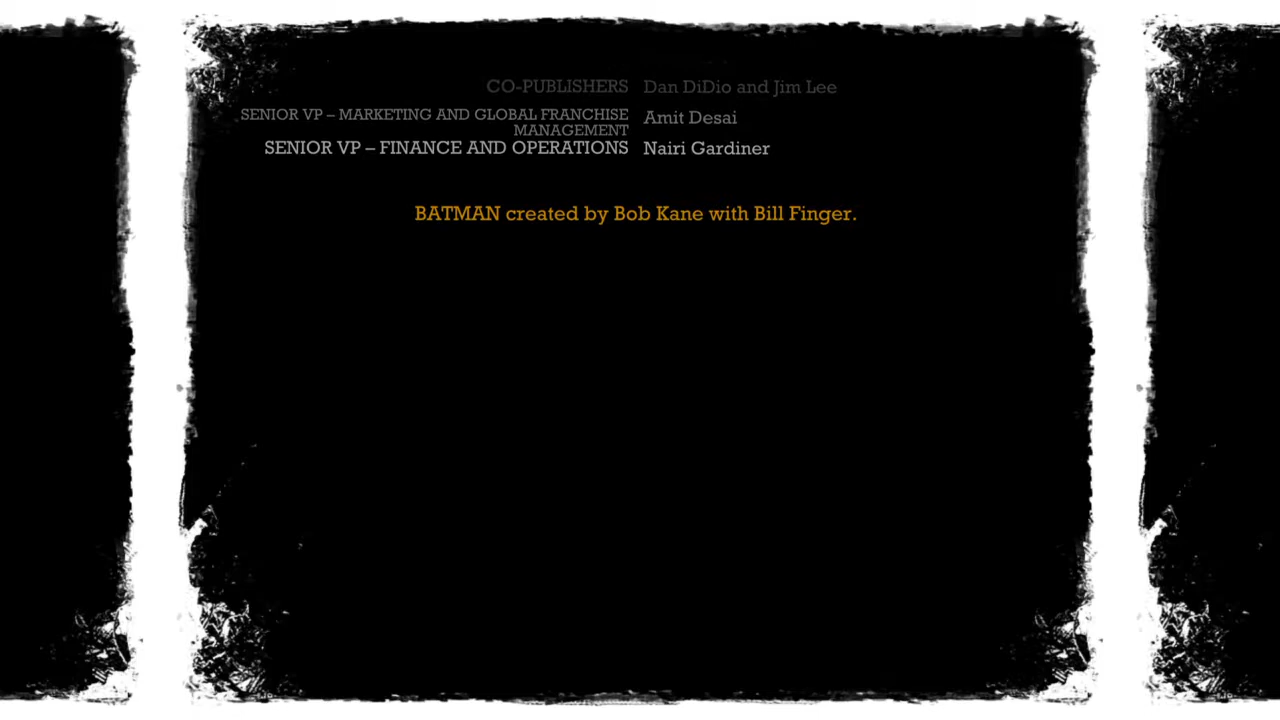 CO-PUBLISHERS Dan DiDio and Jim Lee
SENIOR VP – MARKETING AND GLOBAL FRANCHISE
MANAGEMENT Amit Desai
SENIOR VP – FINANCE AND OPERATIONS Nairi Gardiner
BATMAN created by Bob Kane with Bill Finger.